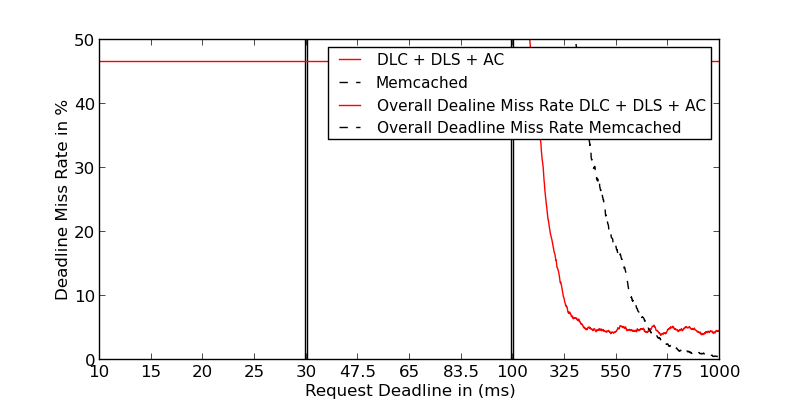 50
40
30
20
10
0
Deadline Miss Rate in %
DLC + DLS + AC
Memcached
Overall Dealine Miss Rate DLC + DLS + AC
Overall Deadline Miss Rate Memcached
10 15 20 25 30 47.5 65 83.5 100 325 550 775 1000
Request Deadline in (ms)